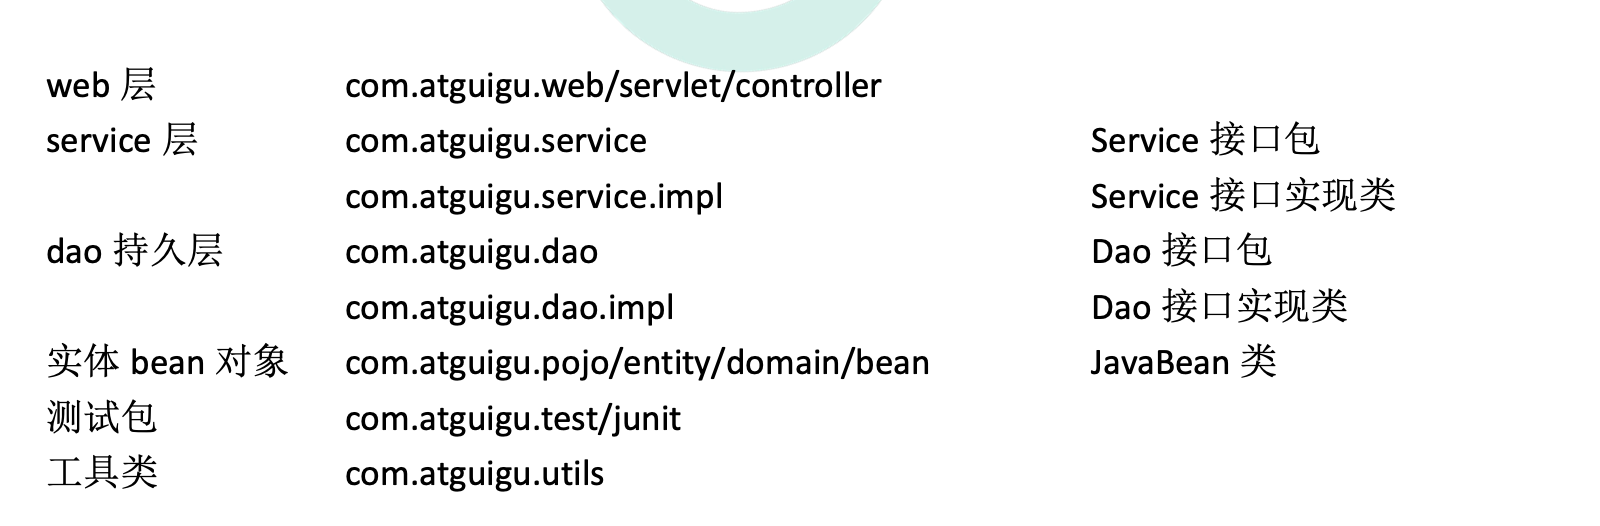 web 层 com.atguigu.web/servlet/controller
service 层 com.atguigu.service Service 接口包
com.atguigu.service.impl Service 接口实现类
dao 持久层 com.atguigu.dao Dao 接口包
com.atguigu.dao.impl Dao 接口实现类
实体 bean 对象 com.atguigu.pojo/entity/domain/bean JavaBean 类
测试包 com.atguigu.test/junit
工具类 com.atguigu.utils